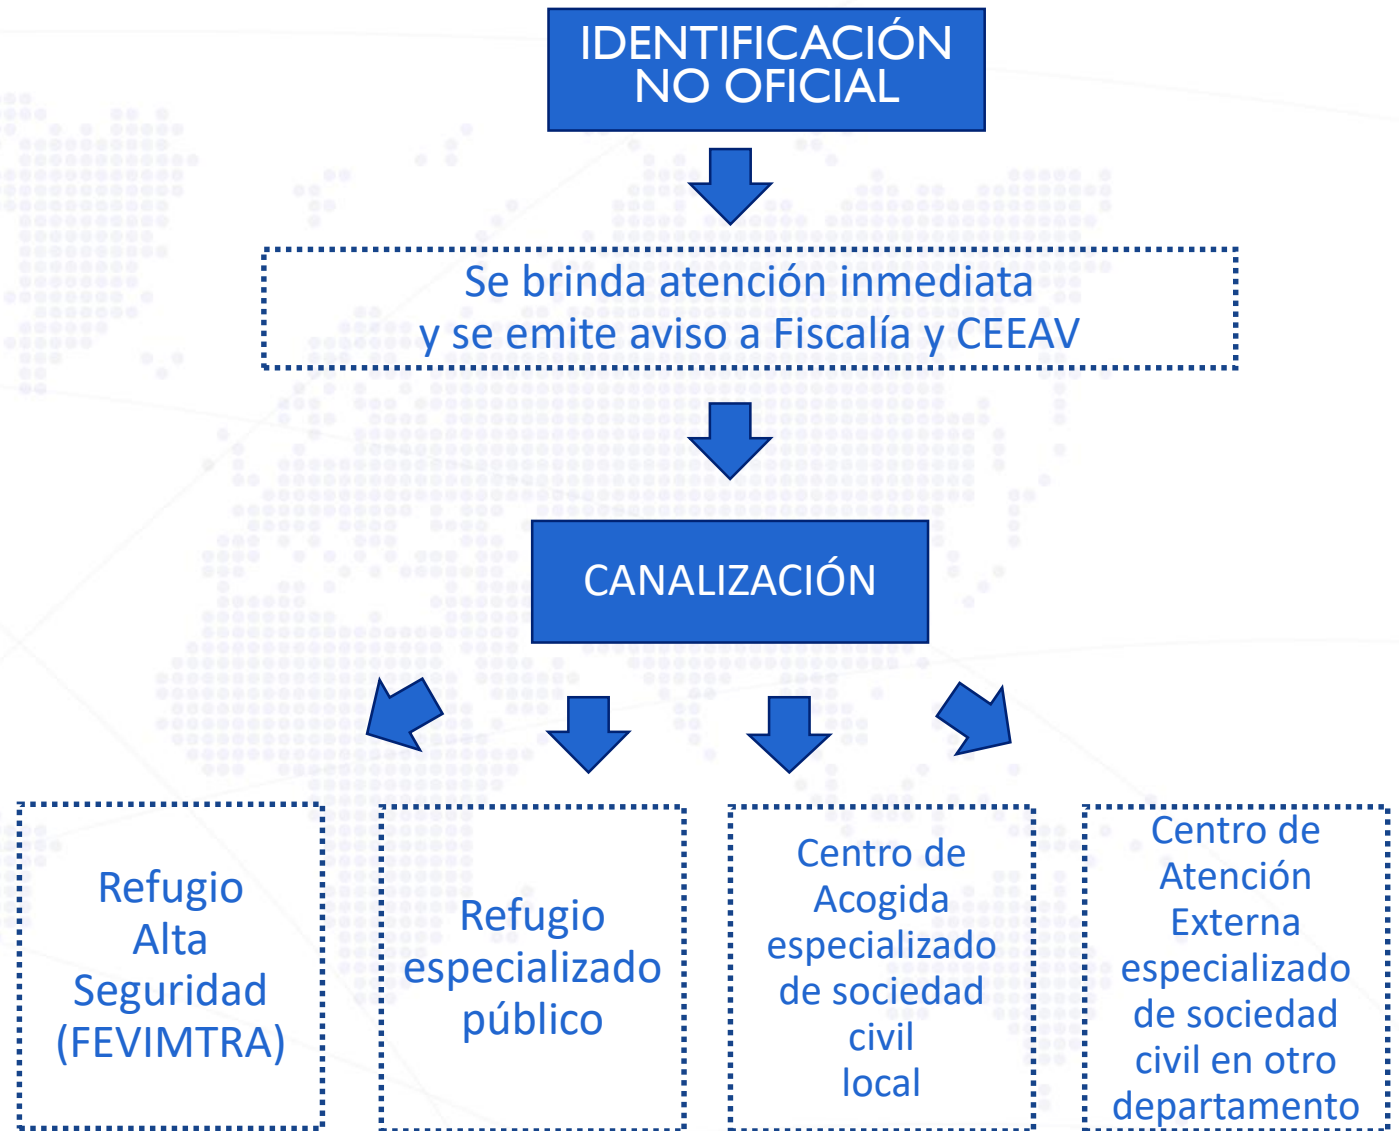 IDENTIFICACIÓN
NO OFICIAL
Se brinda atención inmediata
y se emite aviso a Fiscalía y CEEAV
CANALIZACIÓN
Refugio
Alta
Seguridad
(FEVIMTRA)
Refugio
especializado
público
Centro de
Acogida
especializado
de sociedad
civil
local
Centro de
Atención
Externa
especializado
de sociedad
civil en otro
departamento